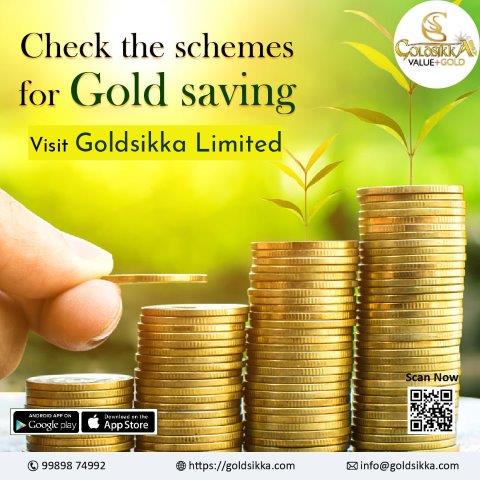 Check the schemes
for Gold saving
Visit Goldsikka Limited
GOLDSIKKA
VALUE+GOLD
Scan Now
ANDROID APP ON
Google play
Download on the
App Store
99898 74992
https://goldsikka.com
info@goldsikka.com